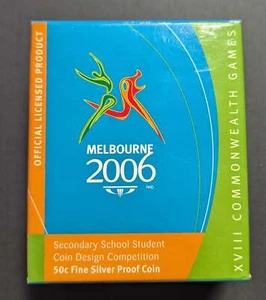 OFFICIAL LICENSED PRODUCT
MELBOURNE
2006
XVIII COMMONWEALTH GAMES
Secondary School Student
Coin Design Competition
50c Fine Silver Proof Coin